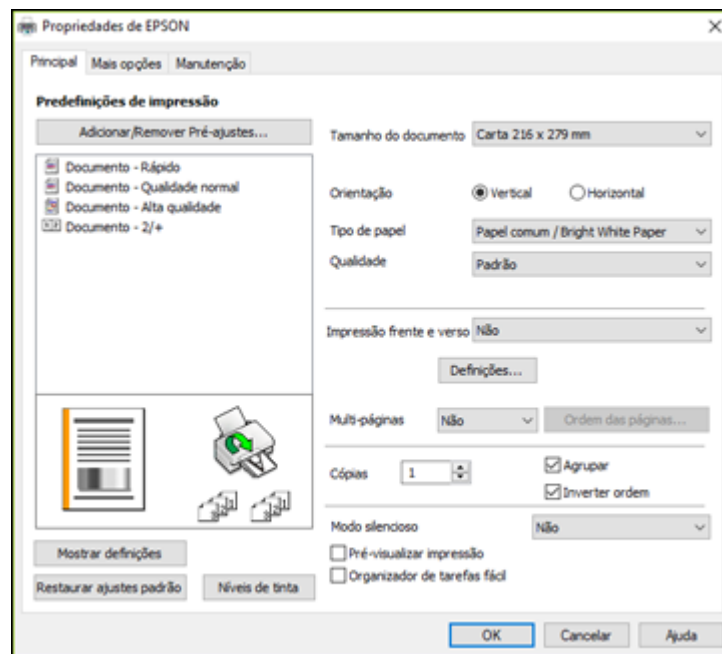 Propriedades de EPSON
Principal Mais opções Manutenção
Predefinições de impressão
Adicionar/Remover Pré-ajustes...
Documento - Rápido
Documento - Qualidade normal
Documento - Alta qualidade
Documento - 2/+
Tamanho do documento Carta 216 x 279 mm
Orientação Vertical Horizontal
Tipo de papel Papel comum / Bright White Paper
Qualidade Padrão
Impressão frente e verso Não
Definições...
Multi-páginas Não Ordem das páginas...
Cópias 1 Agrupar
Inverter ordem
Modo silencioso Não
Pré-visualizar impressão
Organizador de tarefas fácil
Mostrar definições
Restaurar ajustes padrão Níveis de tinta
OK Cancelar Ajuda